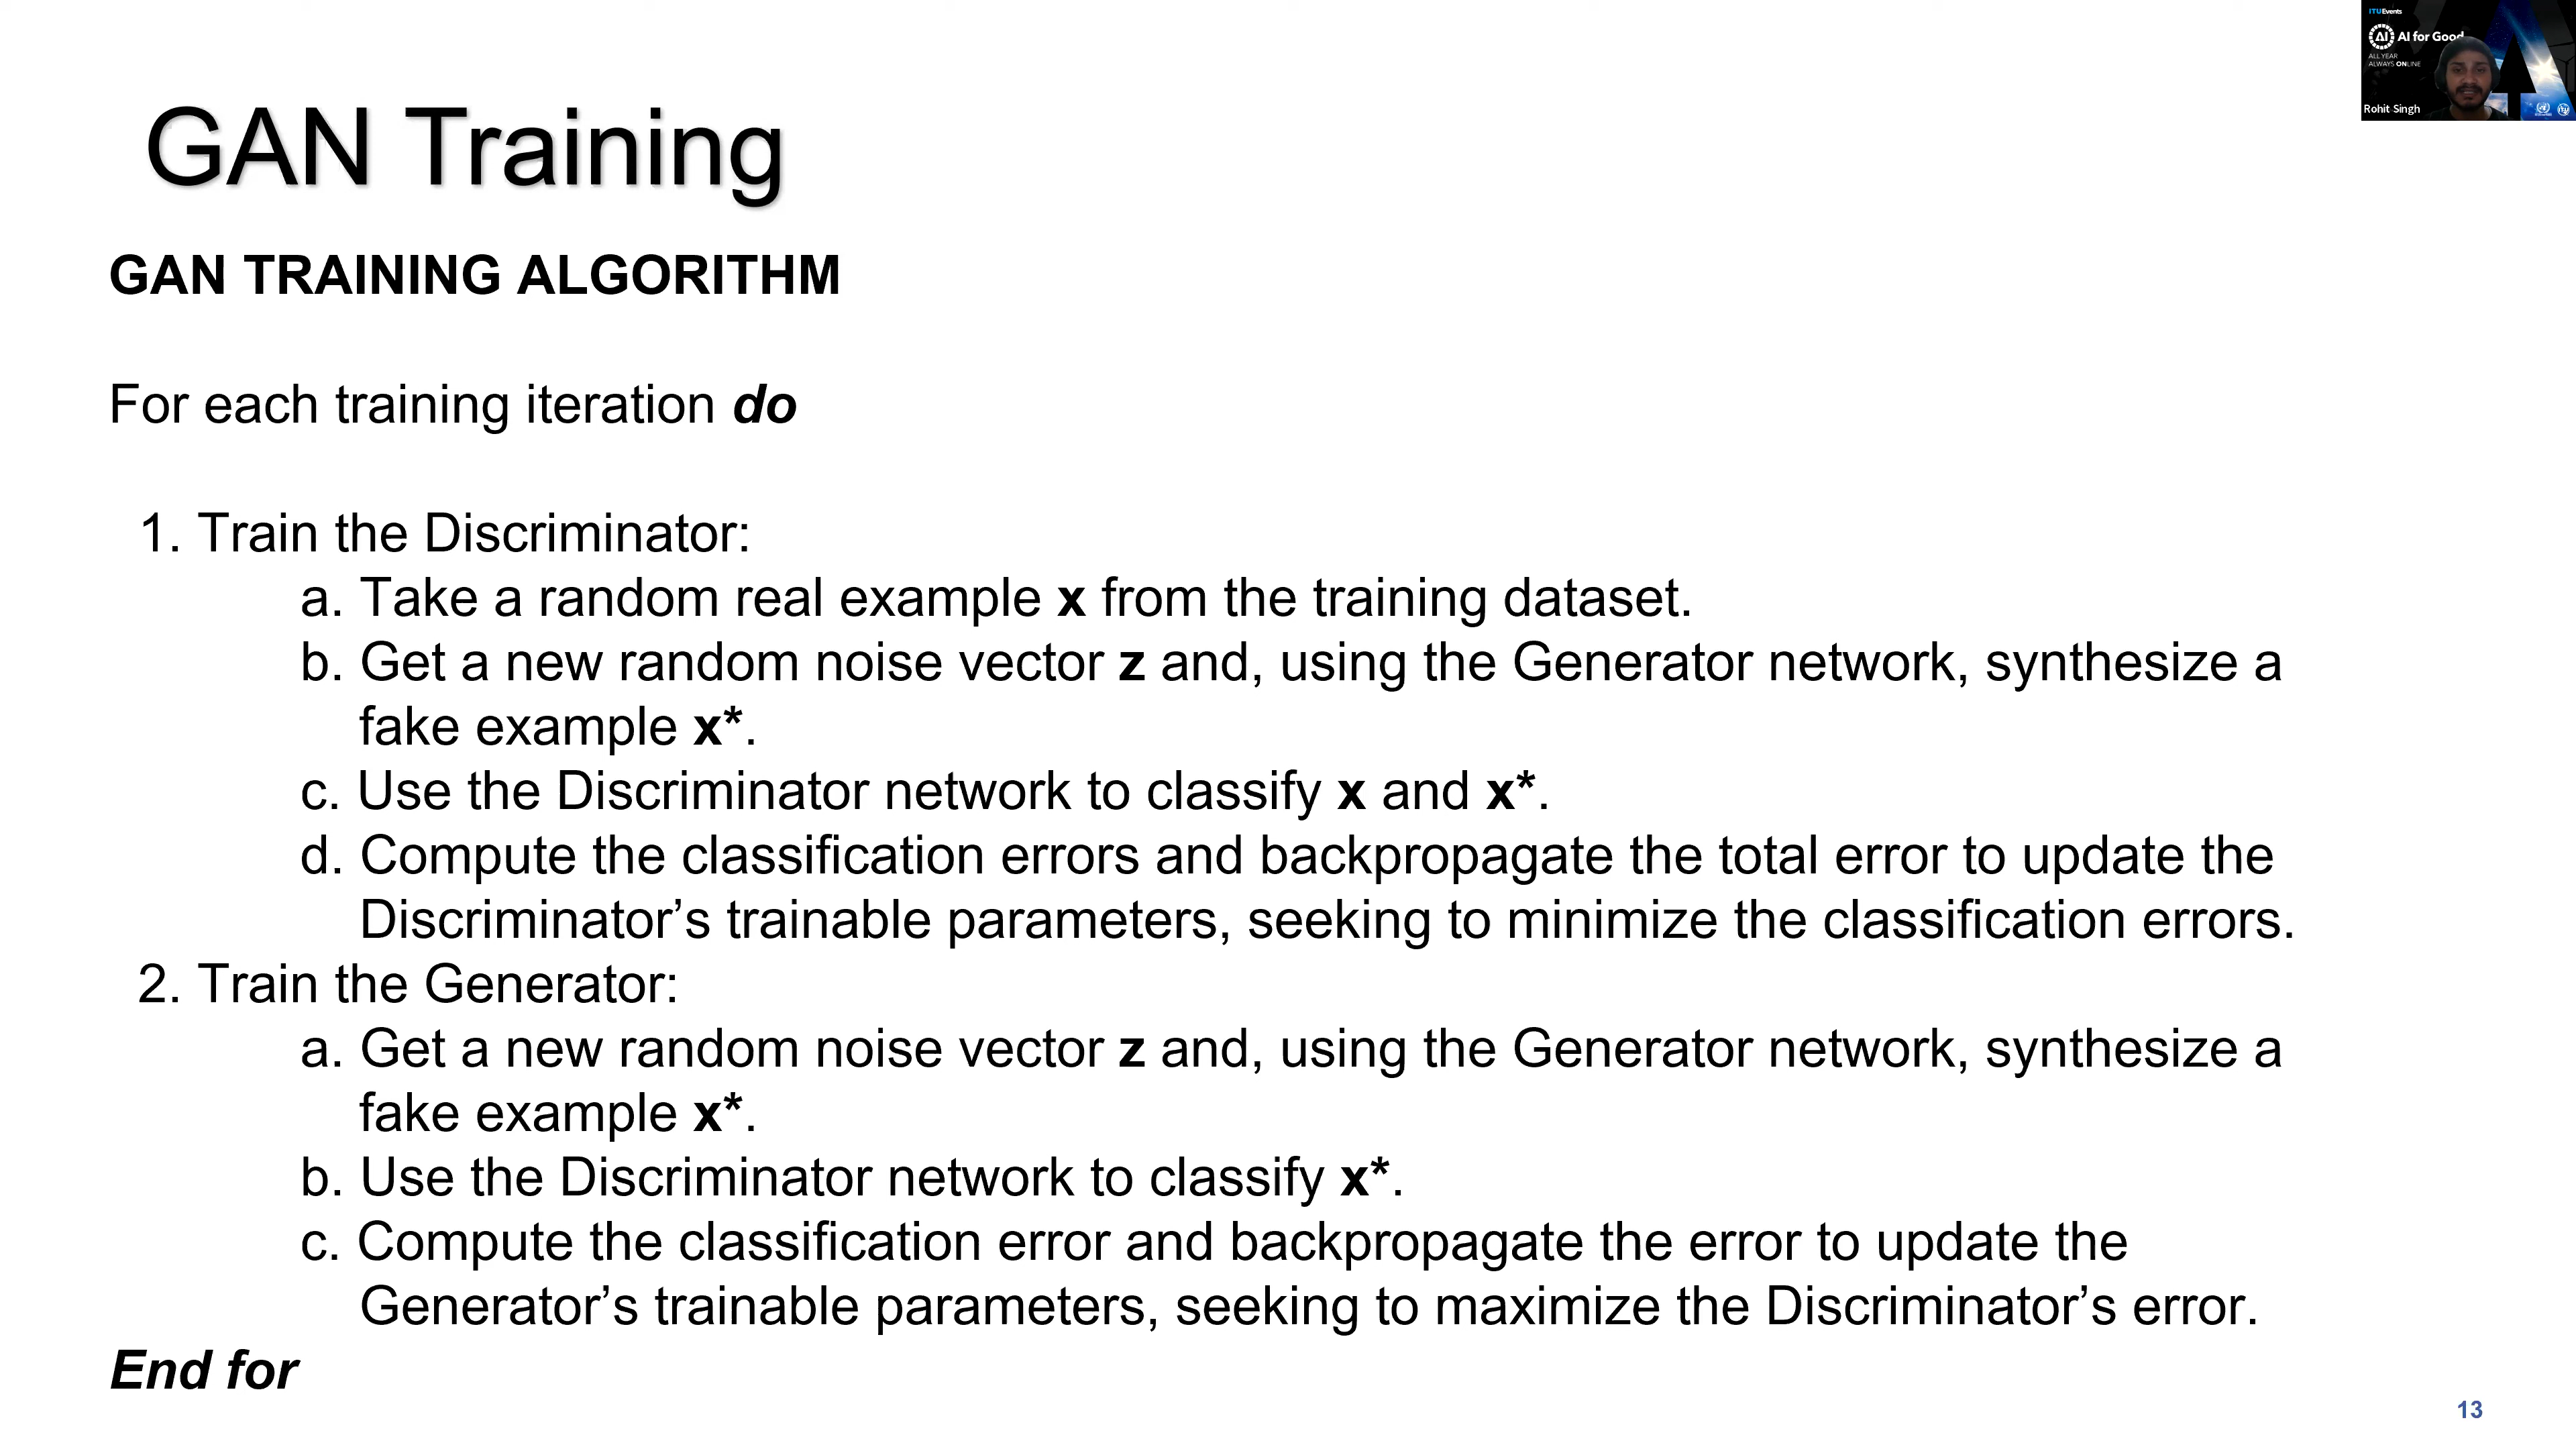 ITUEvents
AI AI for Good
ALL YEAR
ALWAYS ONLINE
Rohit Singh
GAN Training
GAN TRAINING ALGORITHM
For each training iteration do
1. Train the Discriminator:
a. Take a random real example x from the training dataset.
b. Get a new random noise vector z and, using the Generator network, synthesize a
fake example x*.
c. Use the Discriminator network to classify x and x*.
d. Compute the classification errors and backpropagate the total error to update the
Discriminator’s trainable parameters, seeking to minimize the classification errors.
2. Train the Generator:
a. Get a new random noise vector z and, using the Generator network, synthesize a
fake example x*.
b. Use the Discriminator network to classify x*.
c. Compute the classification error and backpropagate the error to update the
Generator’s trainable parameters, seeking to maximize the Discriminator’s error.
End for
13